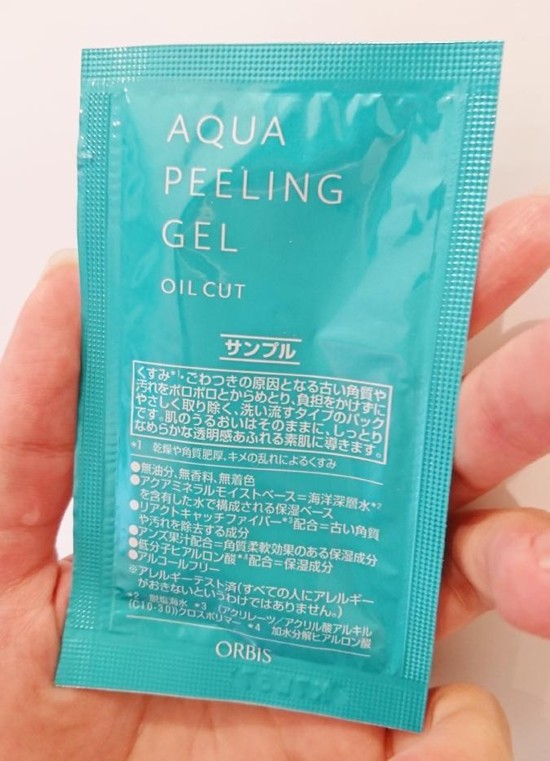 AQUA
PEELING
GEL
OIL CUT
サンプル
くすみ*1・ごわつきの原因となる古い角質や
汚れをポロポロとからめとり、負担をかけずに
やさしく取り除く、洗い流すタイプのパック
です。肌のうるおいはそのままに、しっとり
なめらかな透明感あふれる素肌に導きます。
*1 乾燥や角質肥厚、キメの乱れによるくすみ
●無油分、無香料、無着色
●アクアミネラルモイストベース=海洋深層水*2
を含有した水で構成される保湿ベース
●リアクトキャッチファイバー*3配合=古い角質
や汚れを除去する成分
●アンズ果汁配合=角質柔軟効果のある保湿成分
●低分子ヒアルロン酸*4配合=保湿成分
●アルコールフリー
※アレルギーテスト済(すべての人にアレルギー
がおきないというわけではありません。)
*2 脱塩海水 *3 (アクリレーツ/アクリル酸アルキル
(C10-30))クロスポリマー *4 加水分解ヒアルロン酸
ORBIS